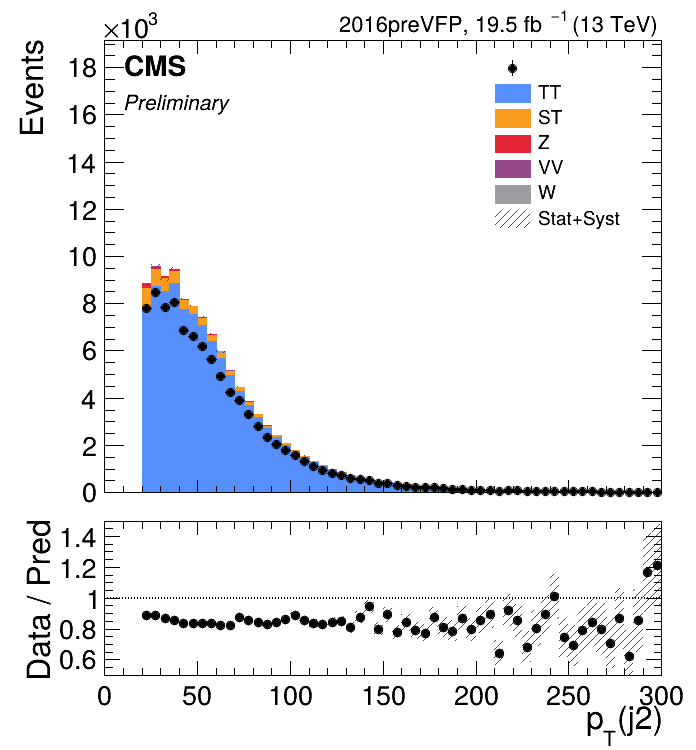 ×10³
2016preVFP, 19.5 fb ⁻¹ (13 TeV)
CMS
Preliminary
Events
18
16
14
12
10
8
6
4
2
0
TT
ST
Z
VV
W
Stat+Syst
Data / Pred
1.4
1.2
1
0.8
0.6
0 50 100 150 200 250 300
p_T(j2)